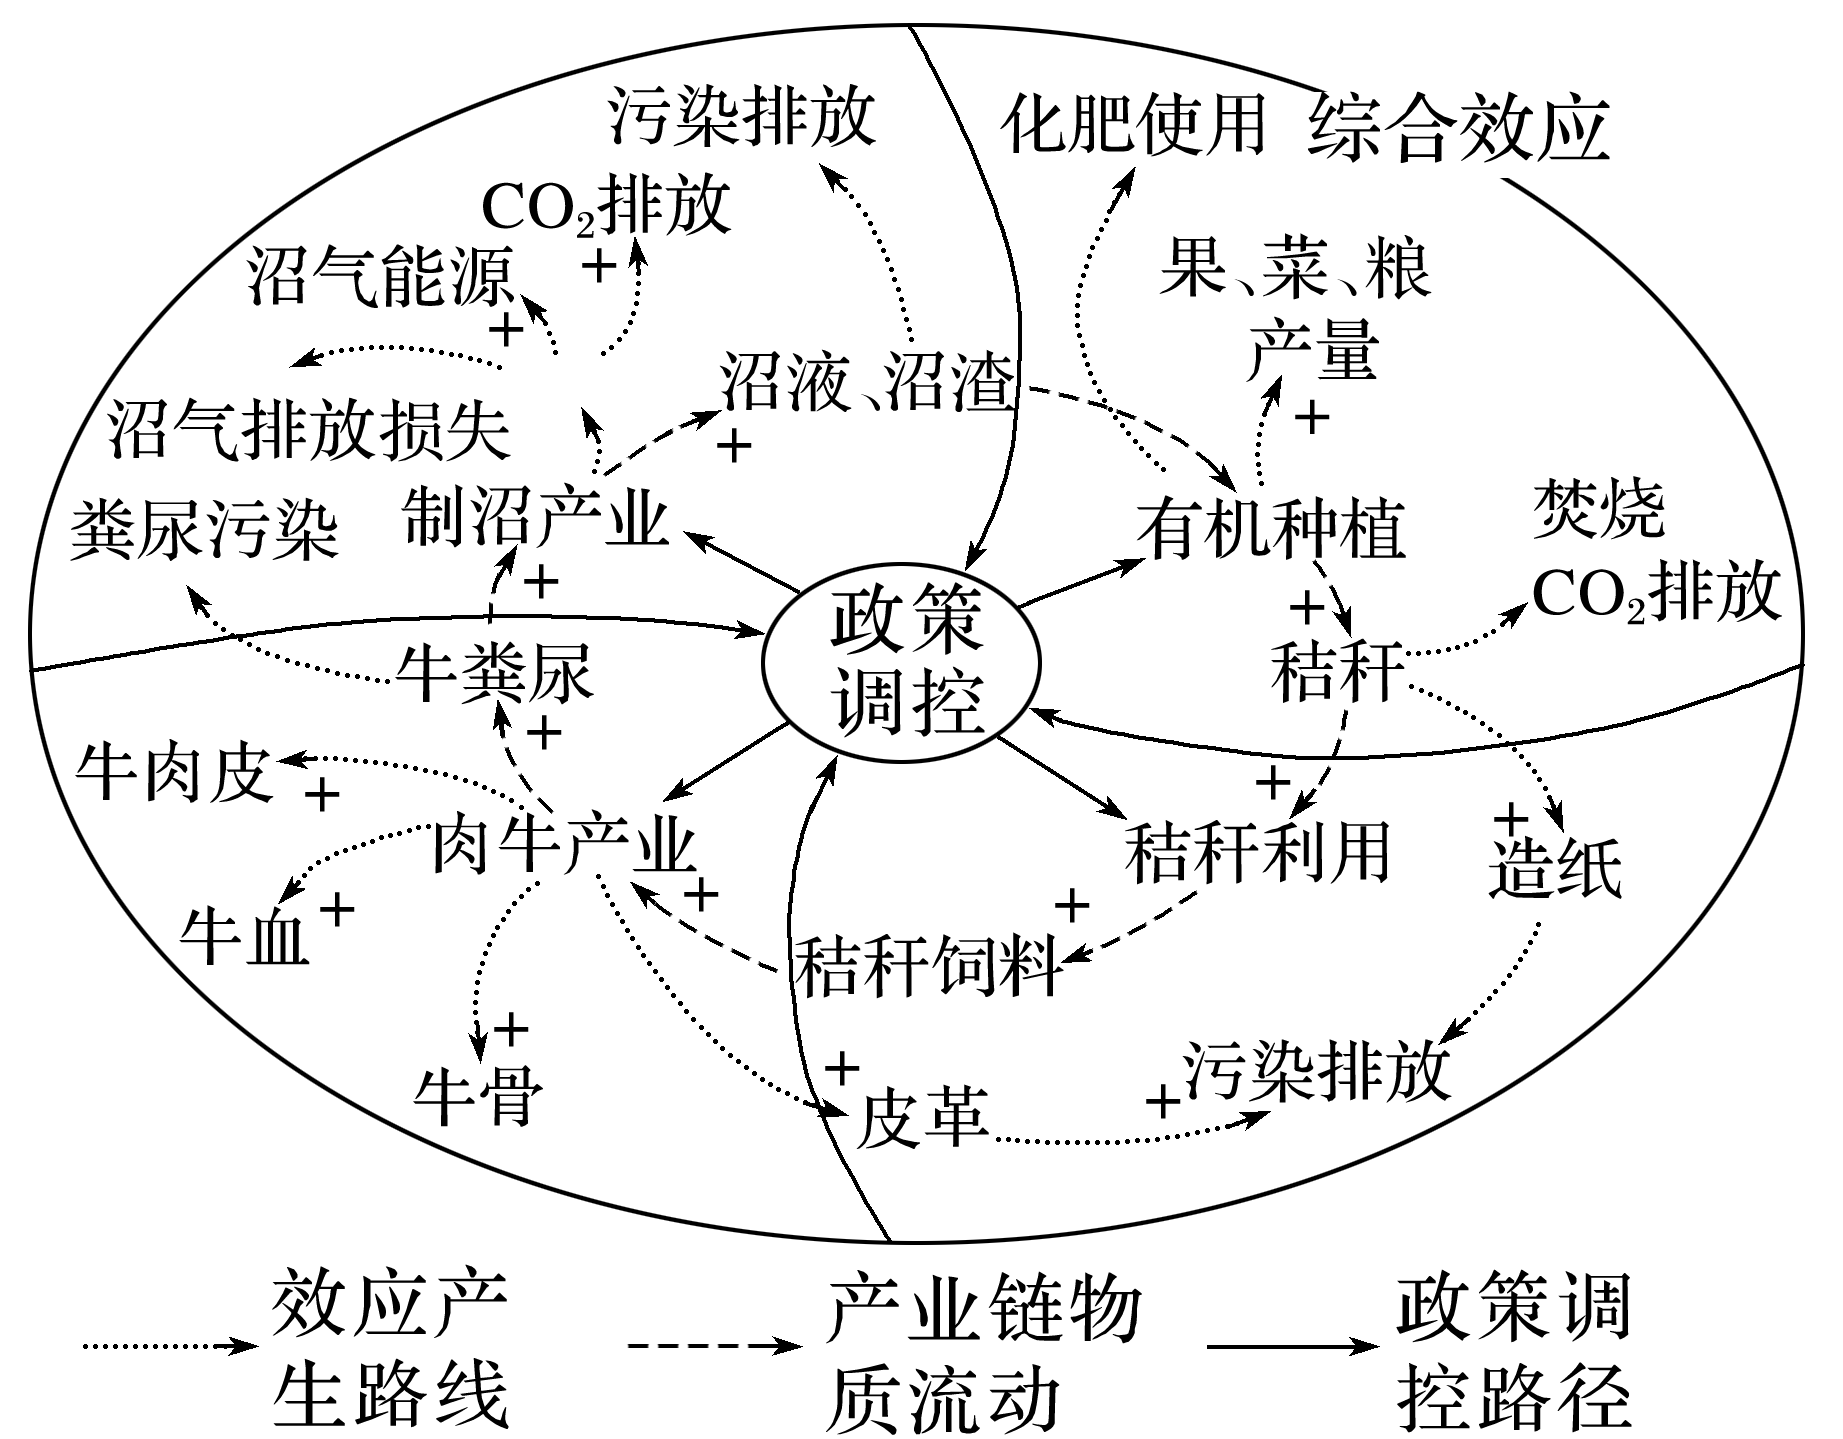 污染排放
化肥使用
综合效应
CO₂排放
+
沼气能源
+
果、菜、粮
产量
+
沼气排放损失
沼液、沼渣
+
粪尿污染
制沼产业
+
有机种植
+
焚烧
CO₂排放
政策
调控
牛粪尿
+
秸秆
+
牛肉皮
+
肉牛产业
+
秸秆利用
+
+
造纸
牛血
+
秸秆饲料
牛骨
+
+
皮革
+
污染排放
效应产
生路线
产业链物
质流动
政策调
控路径